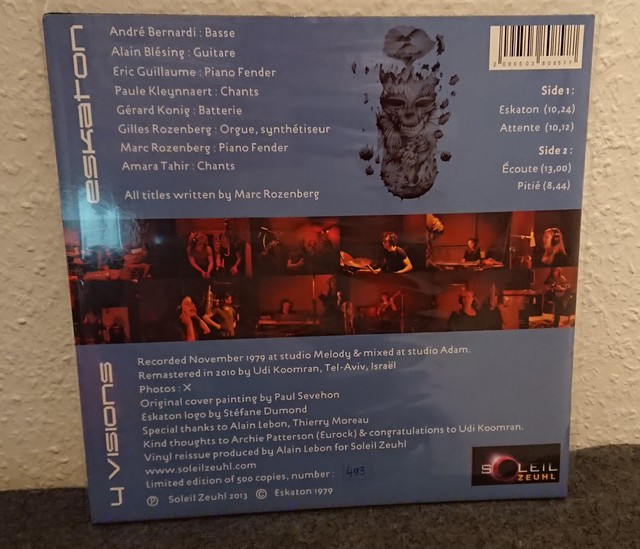 eskaton
4 visions
André Bernardi : Basse
Alain Blésing : Guitare
Eric Guillaume : Piano Fender
Paule Kleynnaert : Chants
Gérard Konig : Batterie
Gilles Rozenberg : Orgue, synthétiseur
Marc Rozenberg : Piano Fender
Amara Tahir : Chants
All titles written by Marc Rozenberg
Side 1 :
Eskaton (10,24)
Attente (10,12)
Side 2 :
Écoute (13,00)
Pitié (8,44)
Recorded November 1979 at studio Melody & mixed at studio Adam.
Remastered in 2010 by Udi Koomran, Tel-Aviv, Israël
Photos : X
Original cover painting by Paul Sevehon
Eskaton logo by Stéfane Dumond
Special thanks to Alain Lebon, Thierry Moreau
Kind thoughts to Archie Patterson (Eurock) & congratulations to Udi Koomran.
Vinyl reissue produced by Alain Lebon for Soleil Zeuhl
www.soleilzeuhl.com
Limited edition of 500 copies, number : 493
Ⓟ Soleil Zeuhl 2013 © Eskaton 1979
SOLEIL
ZEUHL